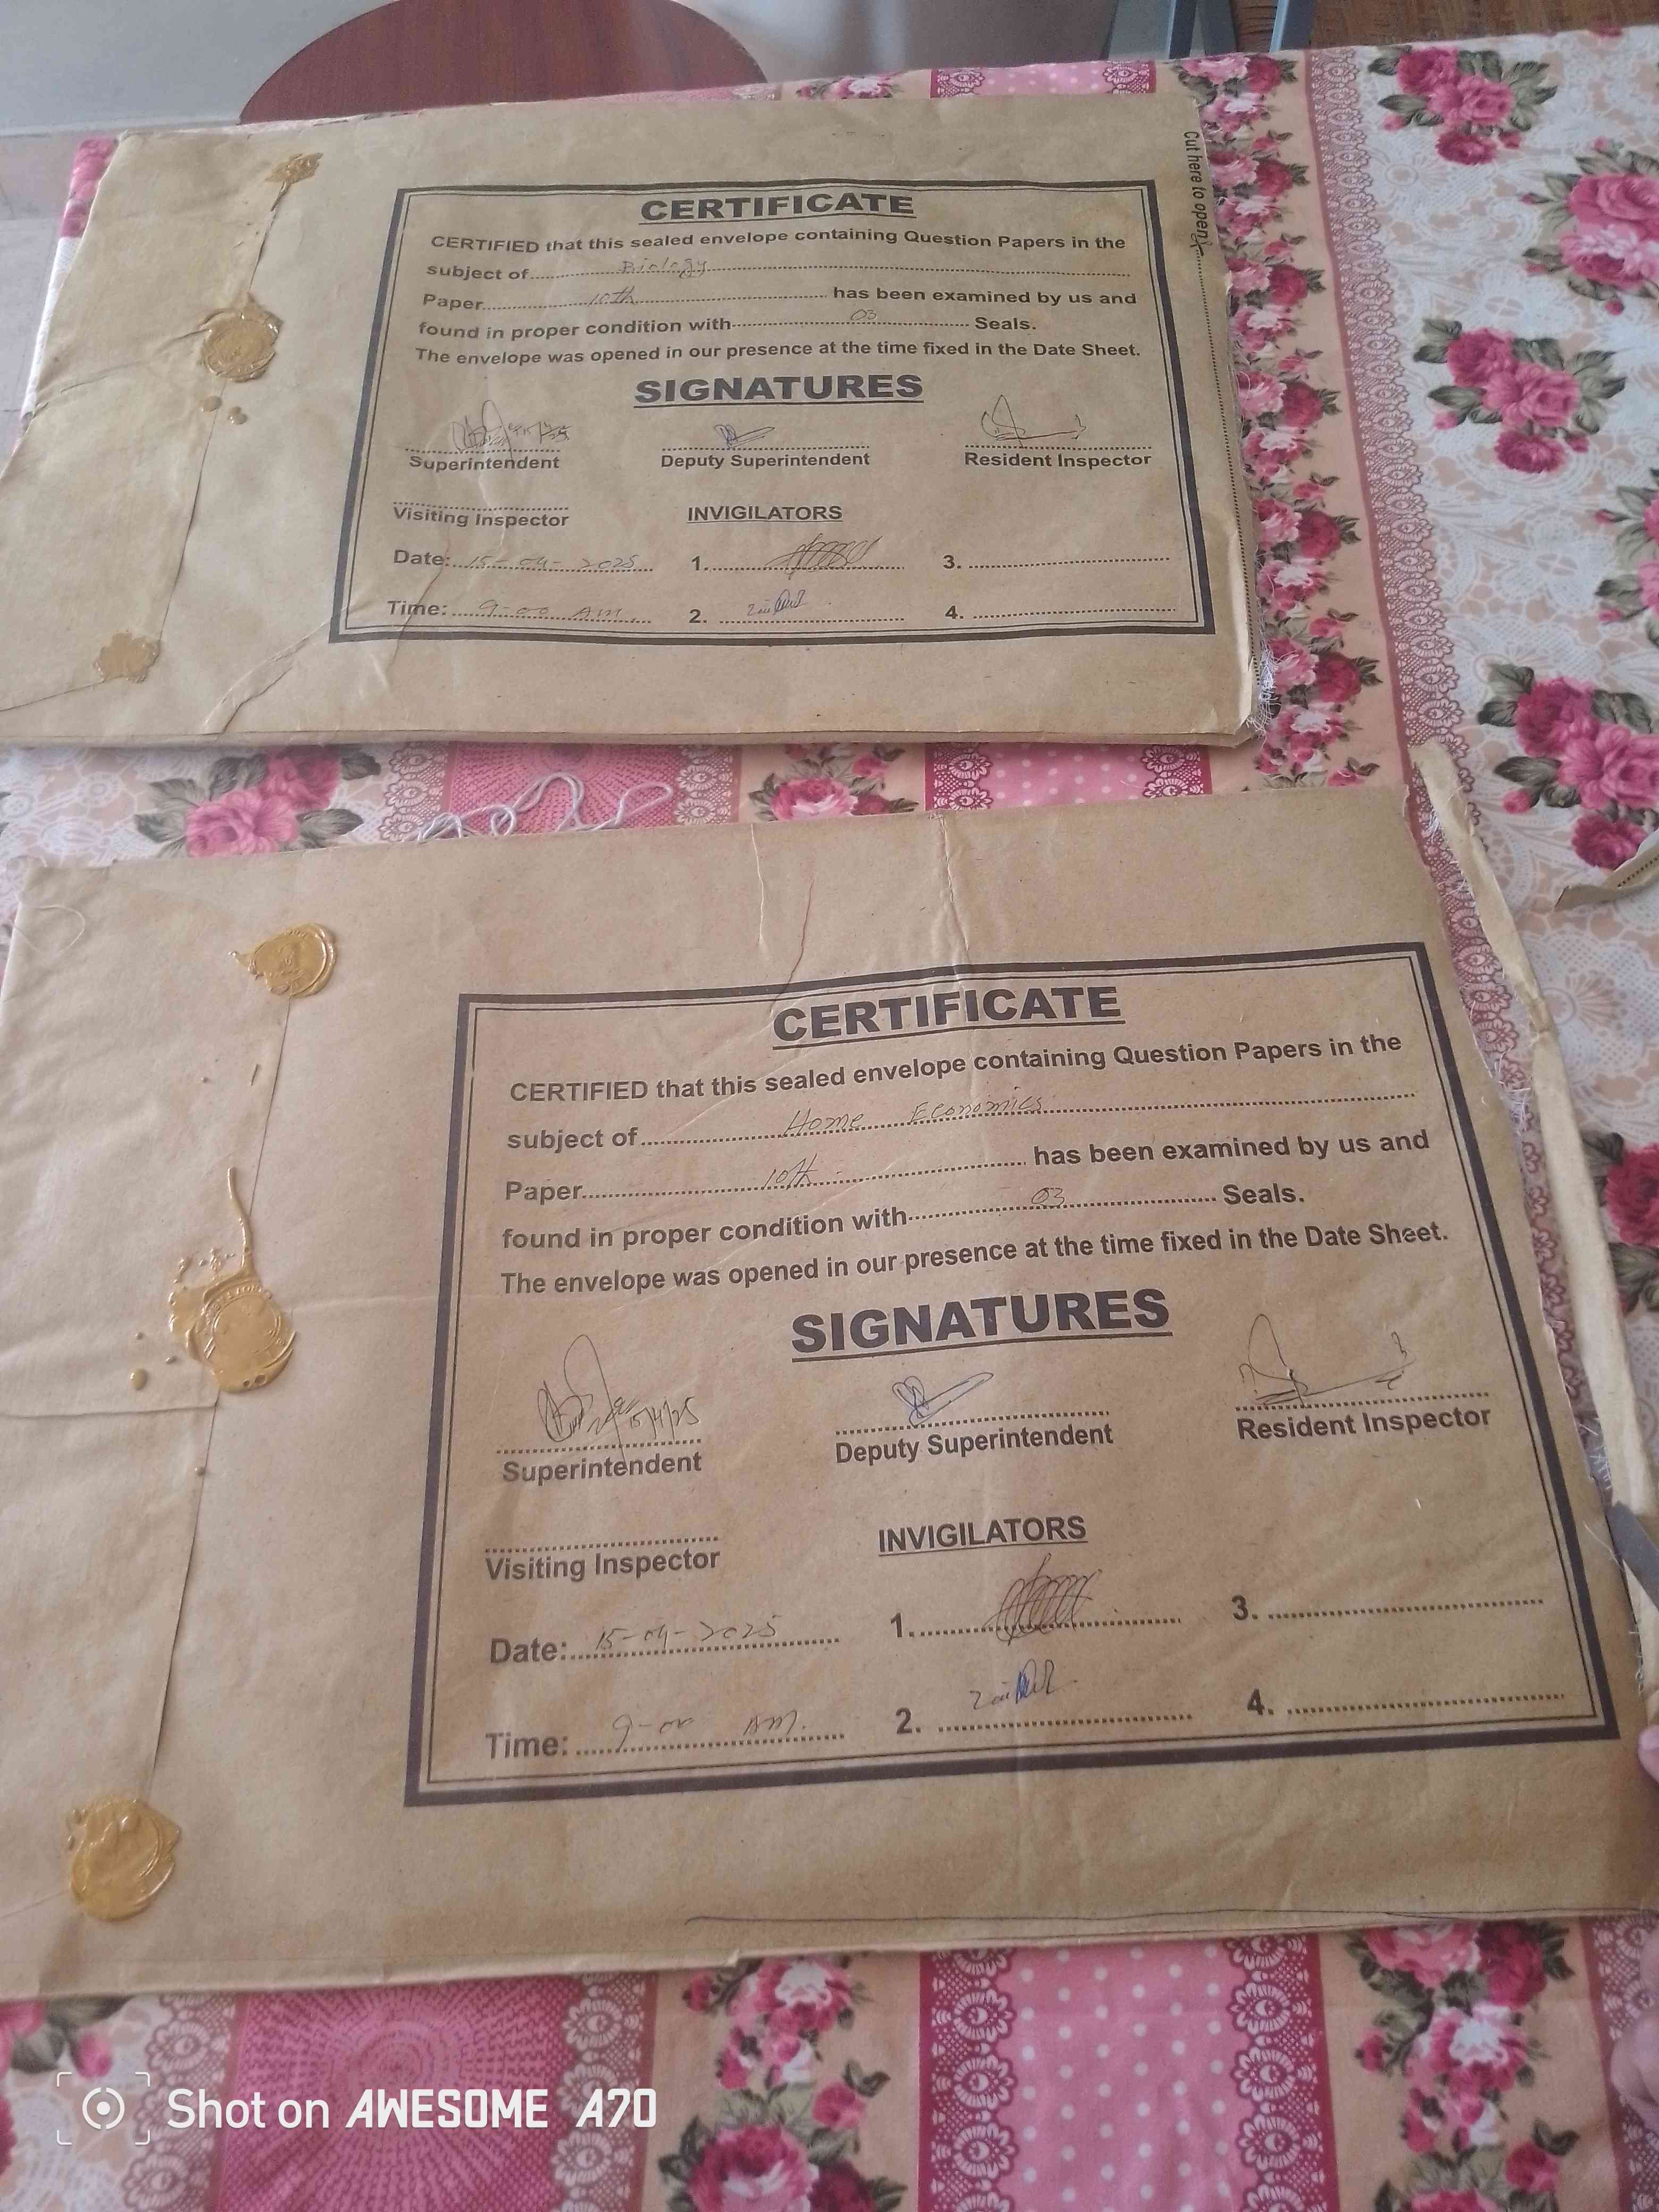 Cut here to open
CERTIFICATE
CERTIFIED that this sealed envelope containing Question Papers in the
subject of Biology
Paper 10th has been examined by us and
found in proper condition with 03 Seals.
The envelope was opened in our presence at the time fixed in the Date Sheet.
SIGNATURES
Superintendent Deputy Superintendent Resident Inspector
Visiting Inspector INVIGILATORS
Date: 15-04-2025 1. 3.
Time: 9-00 AM. 2. 4.
CERTIFICATE
CERTIFIED that this sealed envelope containing Question Papers in the
subject of Home Economics
Paper 10th has been examined by us and
found in proper condition with 03 Seals.
The envelope was opened in our presence at the time fixed in the Date Sheet.
SIGNATURES
15/4/25
Superintendent Deputy Superintendent Resident Inspector
Visiting Inspector INVIGILATORS
Date: 15-04-2025 1. 3.
Time: 9-00 AM. 2. 4.
Shot on AWESOME A70